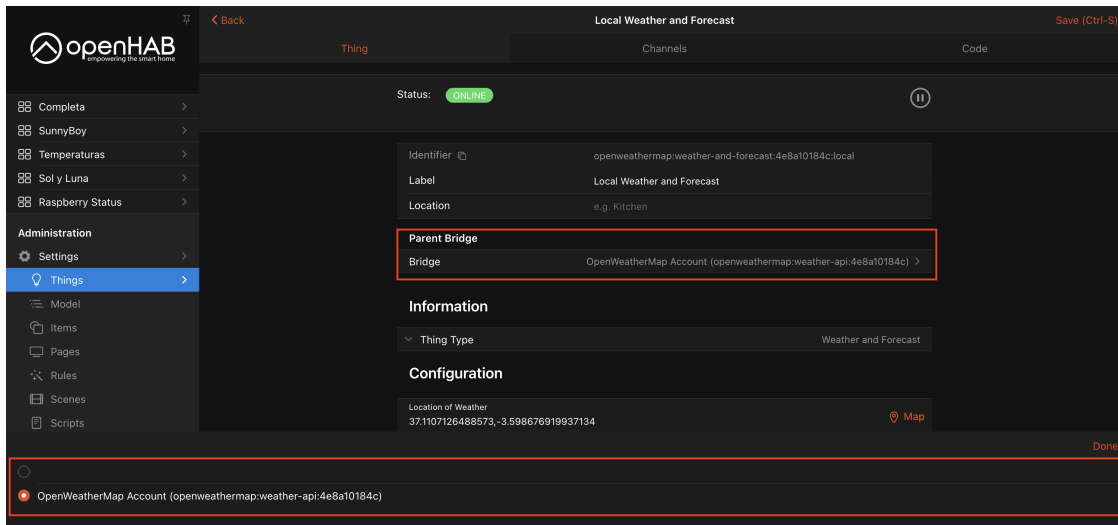 Back
Local Weather and Forecast
Save (Ctrl-S)
openHAB
empowering the smart home
Thing
Channels
Code
Status:
ONLINE
Completa
SunnyBoy
Temperaturas
Sol y Luna
Raspberry Status
Administration
Settings
Things
Model
Items
Pages
Rules
Scenes
Scripts
Identifier
openweathermap:weather-and-forecast:4e8a10184c:local
Label
Local Weather and Forecast
Location
e.g. Kitchen
Parent Bridge
Bridge
OpenWeatherMap Account (openweathermap:weather-api:4e8a10184c)
Information
Thing Type
Weather and Forecast
Configuration
Location of Weather
37.1107126488573,-3.598676919937134
Map
Done
OpenWeatherMap Account (openweathermap:weather-api:4e8a10184c)